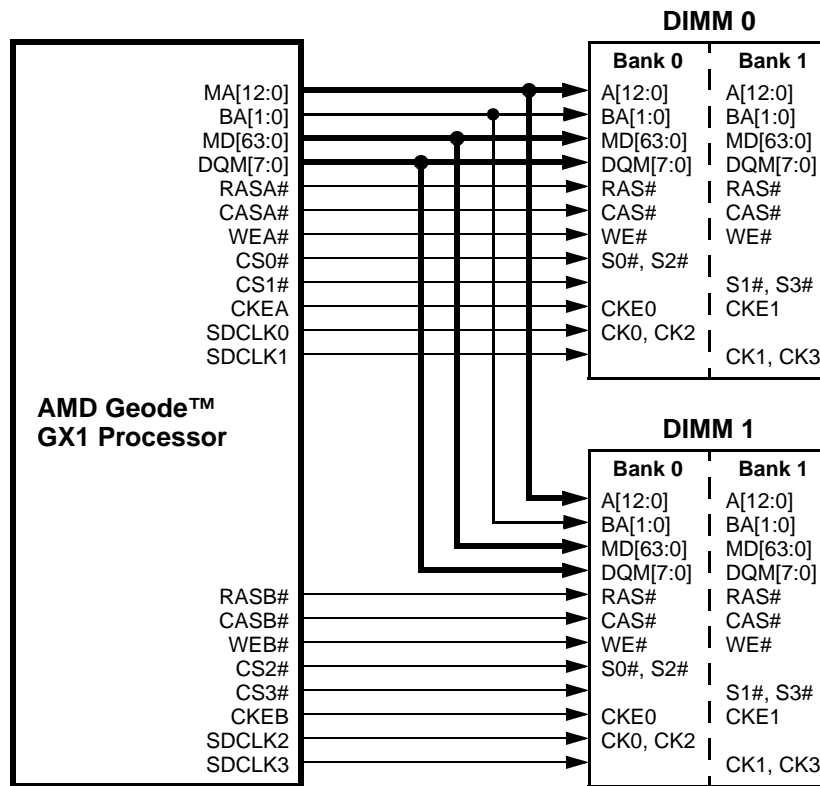 DIMM 0
Bank 0 Bank 1
MA[12:0] A[12:0] A[12:0]
BA[1:0] BA[1:0] BA[1:0]
MD[63:0] MD[63:0] MD[63:0]
DQM[7:0] DQM[7:0] DQM[7:0]
RASA# RAS# RAS#
CASA# CAS# CAS#
WEA# WE# WE#
CS0# S0#, S2#
CS1# S1#, S3#
CKEA CKE0 CKE1
SDCLK0 CK0, CK2
SDCLK1 CK1, CK3
AMD Geode™
GX1 Processor
DIMM 1
Bank 0 Bank 1
A[12:0] A[12:0]
BA[1:0] BA[1:0]
MD[63:0] MD[63:0]
DQM[7:0] DQM[7:0]
RASB# RAS# RAS#
CASB# CAS# CAS#
WEB# WE# WE#
CS2# S0#, S2#
CS3# S1#, S3#
CKEB CKE0 CKE1
SDCLK2 CK0, CK2
SDCLK3 CK1, CK3